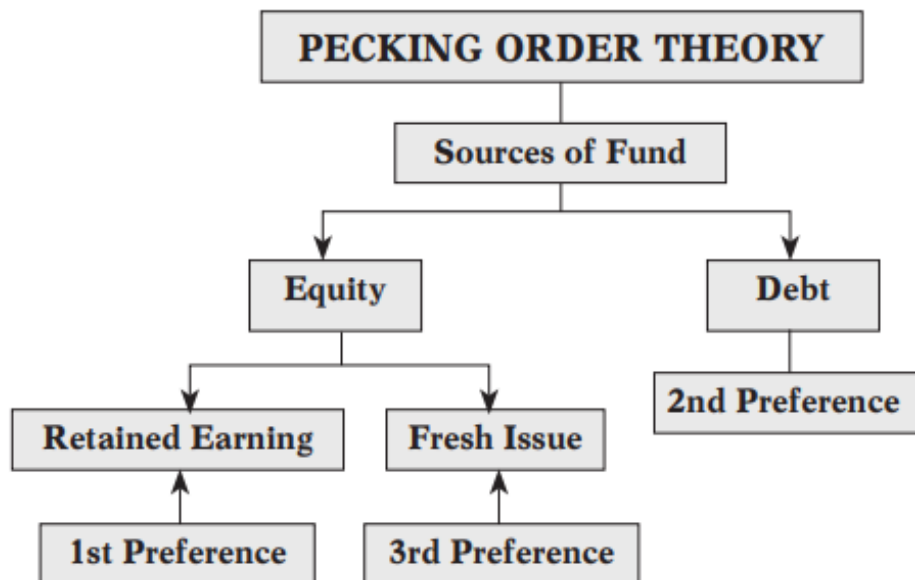 PECKING ORDER THEORY
Sources of Fund
Equity
Debt
2nd Preference
Retained Earning
Fresh Issue
1st Preference
3rd Preference